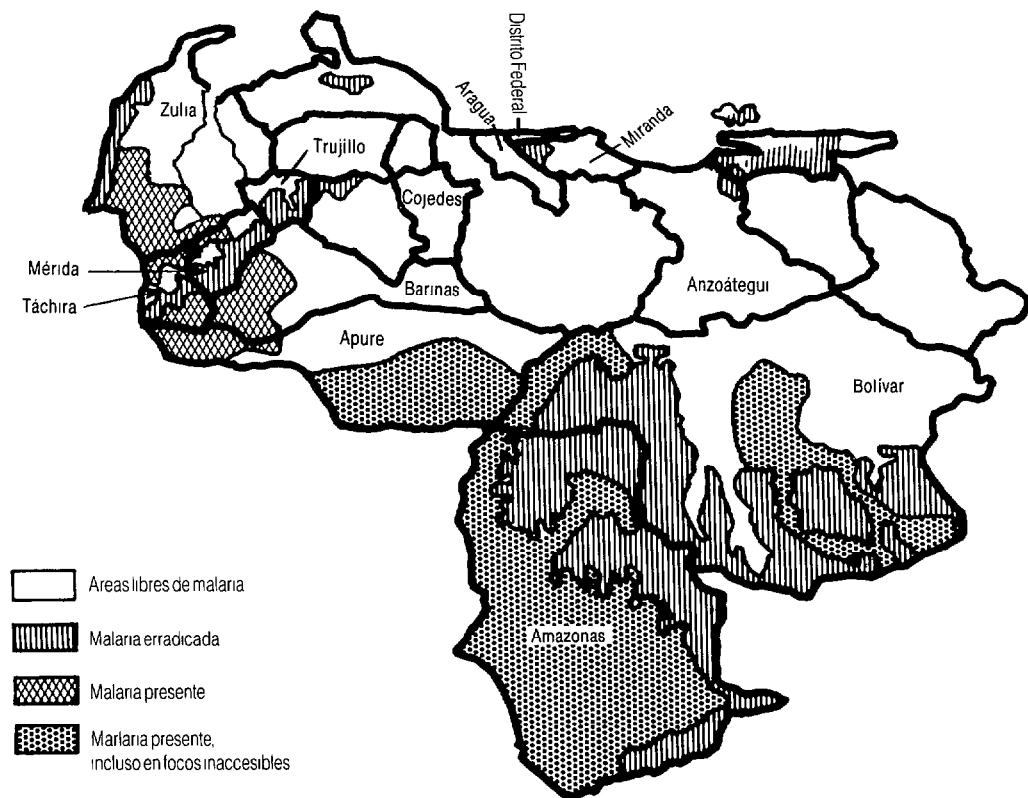 Distrito Federal
Aragua
Miranda
Zulia
Trujillo
Cojedes
Mérida
Táchira
Barinas
Anzoátegui
Apure
Bolívar
Amazonas
Areas libres de malaria
Malaria erradicada
Malaria presente
Marlaria presente,
incluso en focos inaccesibles